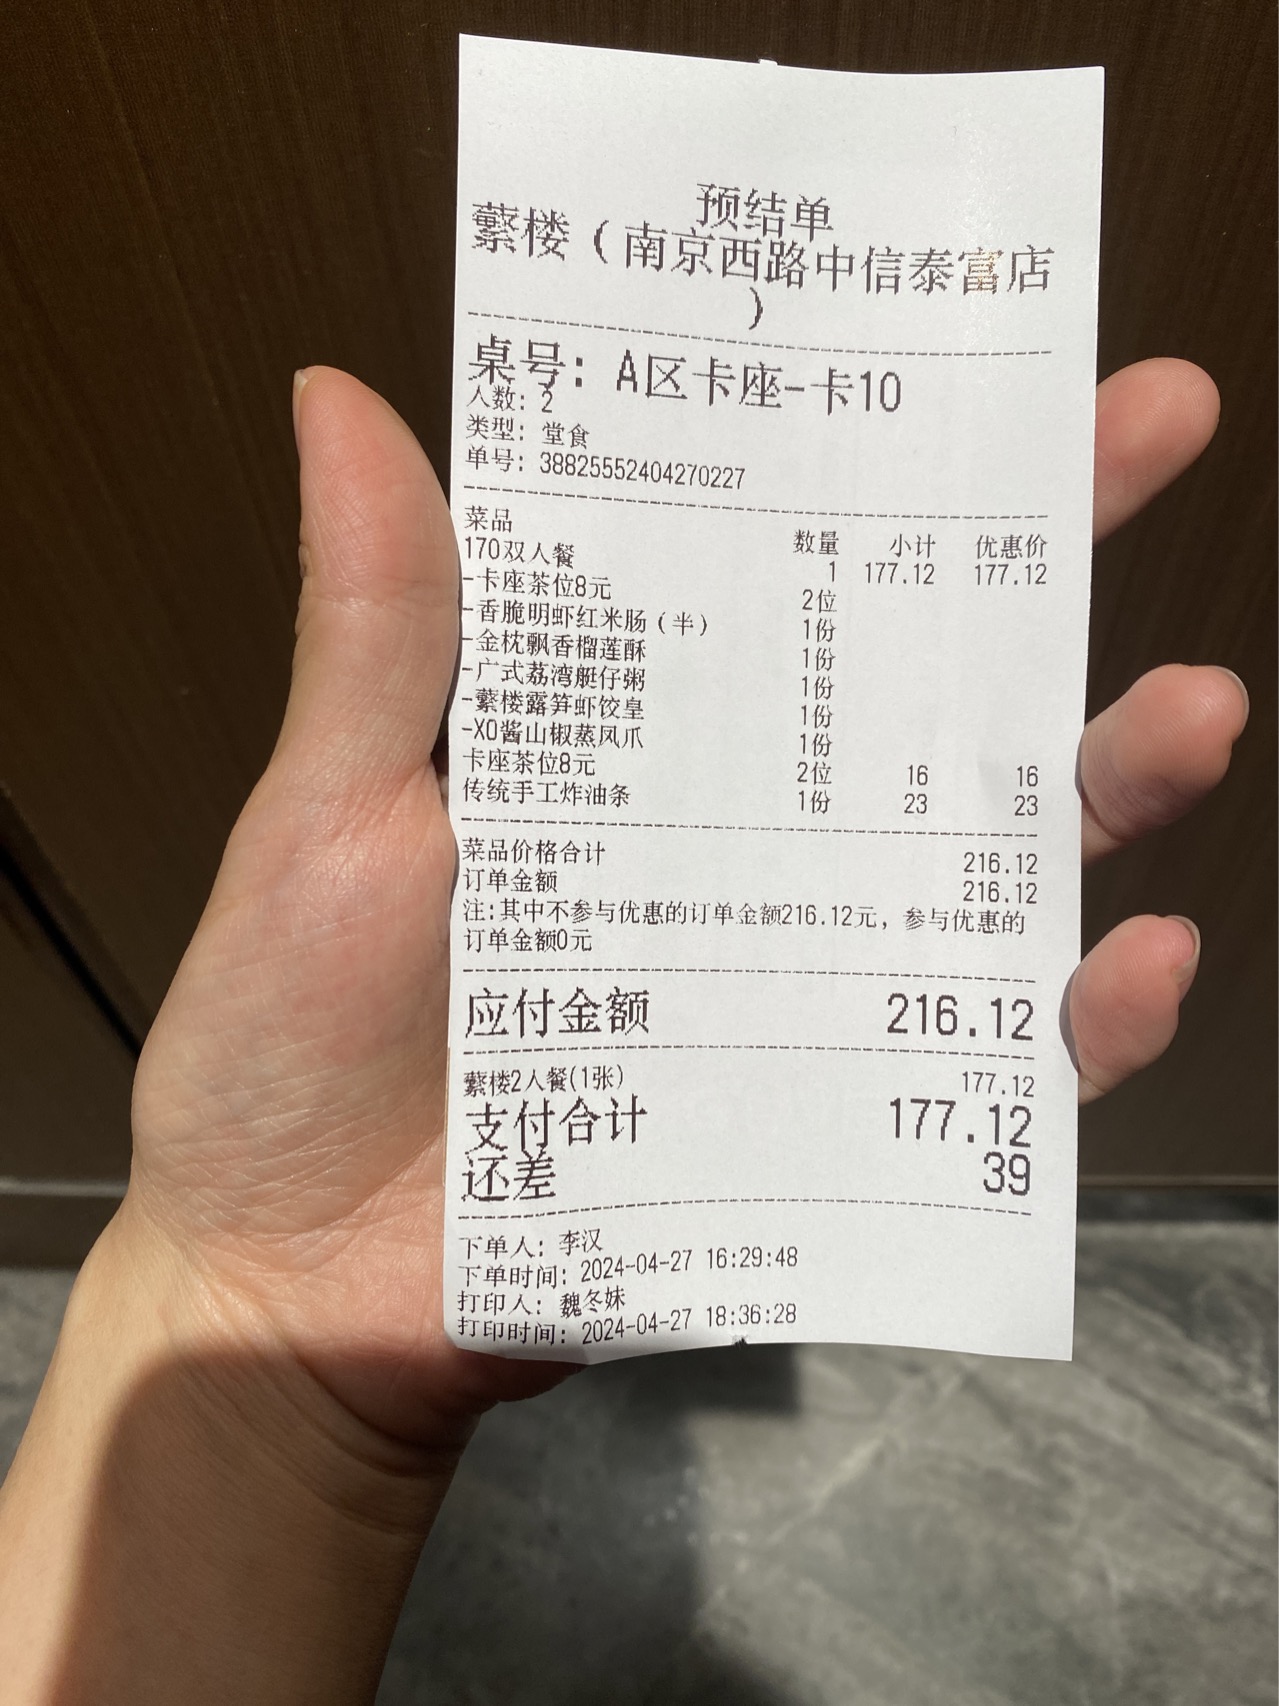 预结单
蘩楼（南京西路中信泰富店
）
桌号：A区卡座-卡10
人数：2
类型：堂食
单号：38825552404270227
菜品 数量 小计 优惠价
170双人餐 1 177.12 177.12
-卡座茶位8元 2位
-香脆明虾红米肠（半） 1份
-金枕飘香榴莲酥 1份
-广式荔湾艇仔粥 1份
-蘩楼露笋虾饺皇 1份
-XO酱山椒蒸凤爪 1份
卡座茶位8元 2位 16 16
传统手工炸油条 1份 23 23
菜品价格合计 216.12
订单金额 216.12
注:其中不参与优惠的订单金额216.12元，参与优惠的
订单金额0元
应付金额 216.12
蘩楼2人餐(1张) 177.12
支付合计 177.12
还差 39
下单人：李汉
下单时间：2024-04-27 16:29:48
打印人：魏冬妹
打印时间：2024-04-27 18:36:28